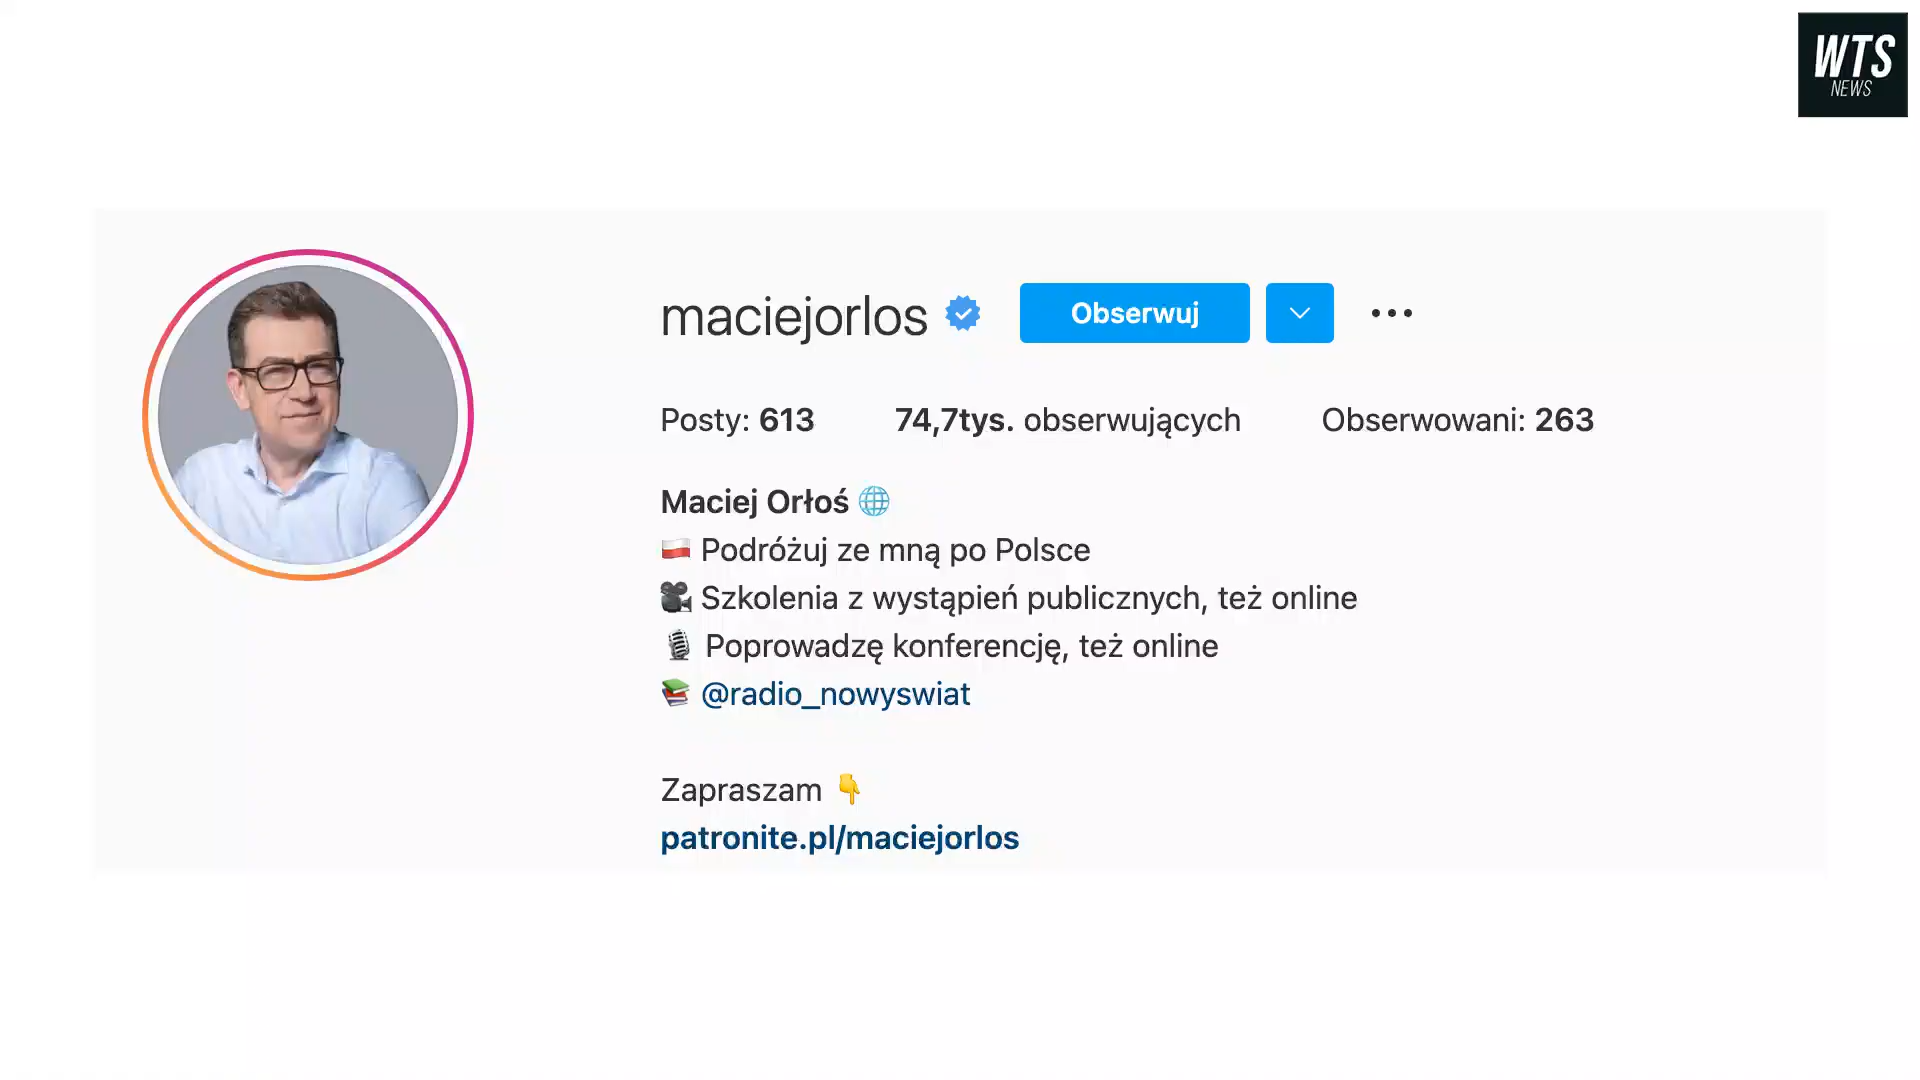 WTS
NEWS
maciejorlos
Obserwuj
Posty: 613 74,7tys. obserwujących Obserwowani: 263
Maciej Orłoś 🌐
🇵🇱 Podróżuj ze mną po Polsce
🎥 Szkolenia z wystąpień publicznych, też online
🎙 Poprowadzę konferencję, też online
📚 @radio_nowyswiat
Zapraszam 👇
patronite.pl/maciejorlos